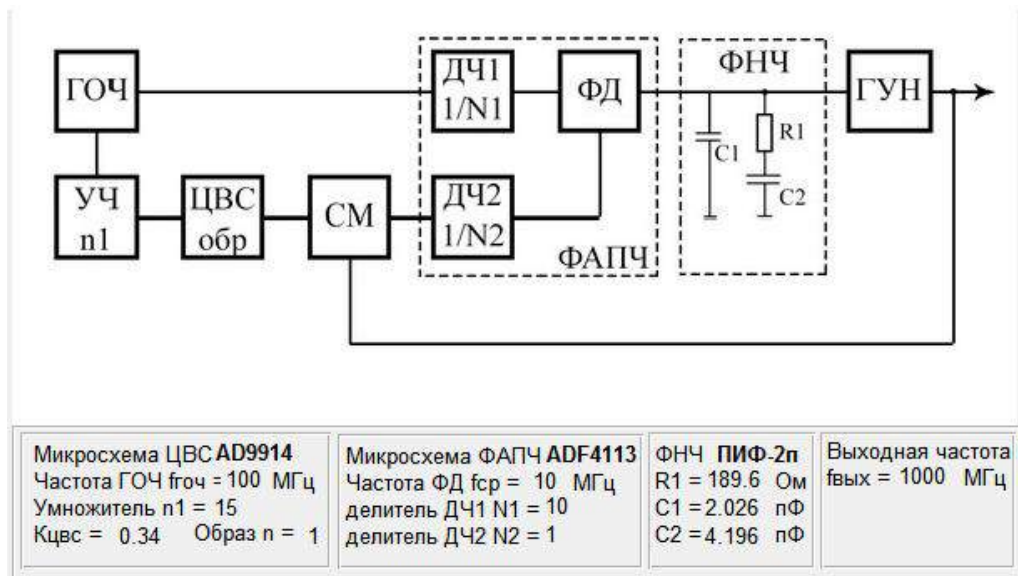 ГОЧ
ДЧ1
1/N1
ФД
ФНЧ
C1
R1
C2
ГУН
УЧ
n1
ЦВС
обр
СМ
ДЧ2
1/N2
ФАПЧ
Микросхема ЦВС AD9914
Частота ГОЧ fгоч = 100 МГц
Умножитель n1 = 15
Кцвс = 0.34 Образ n = 1
Микросхема ФАПЧ ADF4113
Частота ФД fср = 10 МГц
делитель ДЧ1 N1 = 10
делитель ДЧ2 N2 = 1
ФНЧ ПИФ-2п
R1 = 189.6 Ом
C1 = 2.026 пФ
C2 = 4.196 пФ
Выходная частота
fвых = 1000 МГц